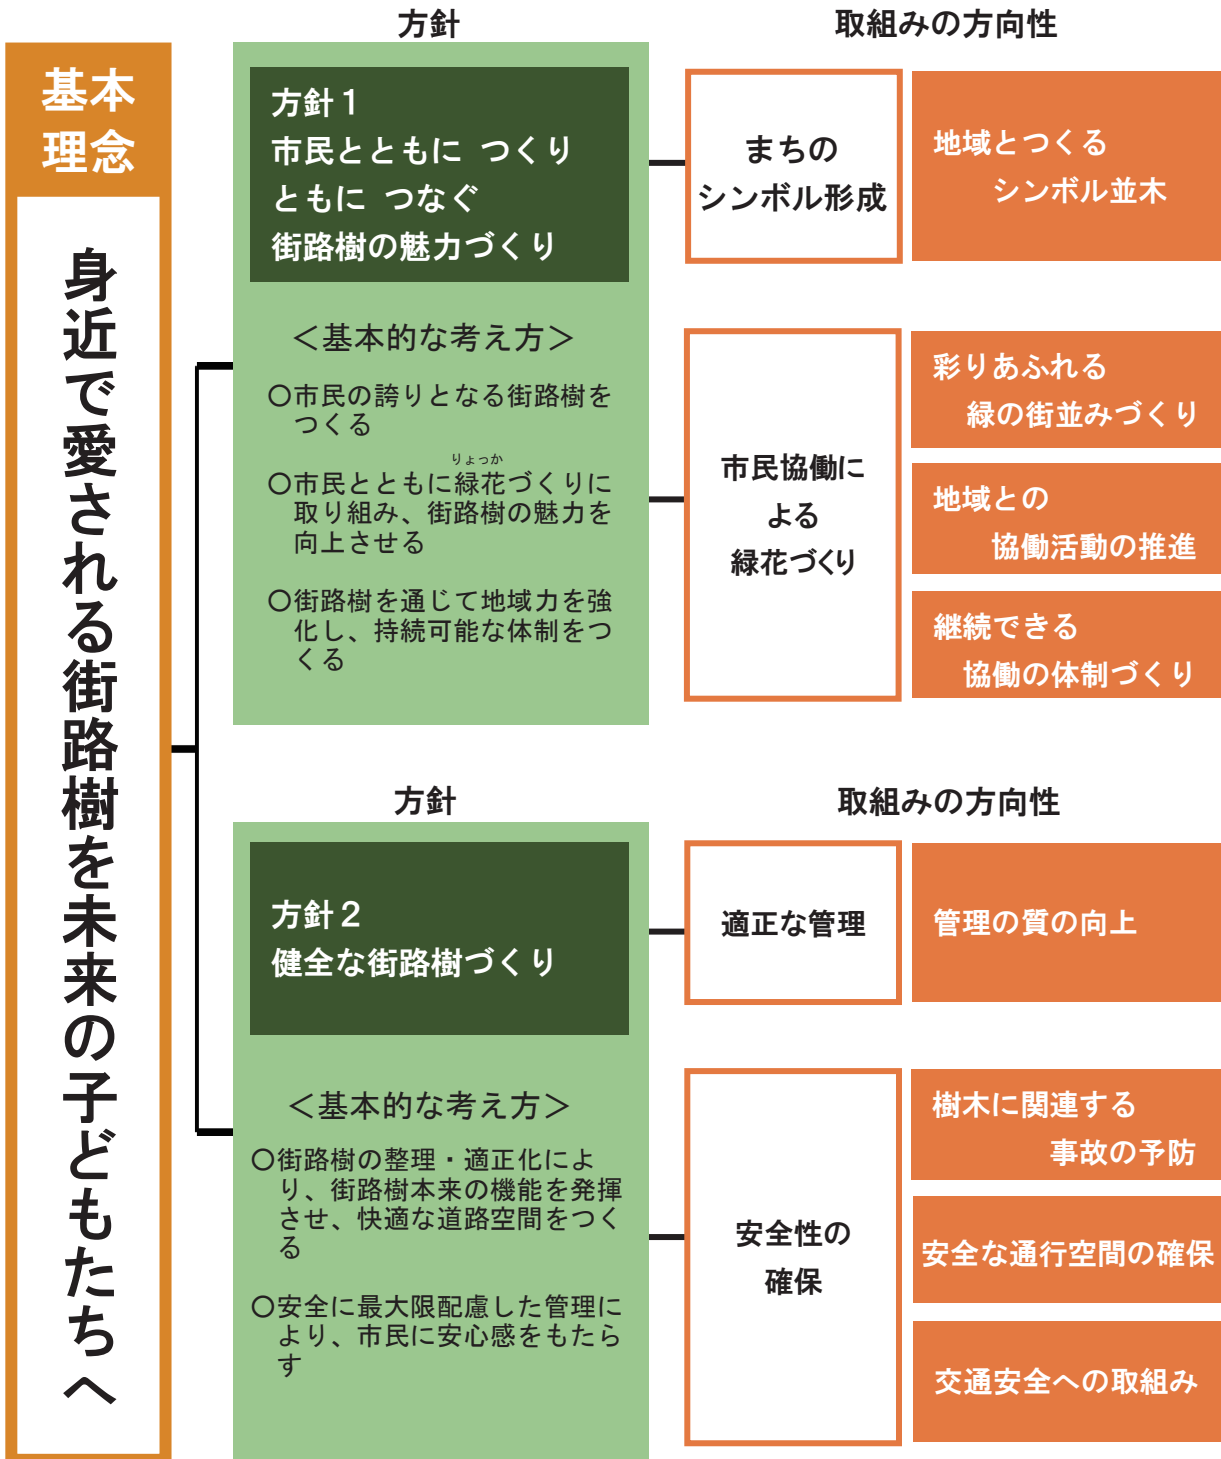 基本
理念
身近で愛される街路樹を未来の子どもたちへ
方針
取組みの方向性
方針１
市民とともに つくり
ともに つなぐ
街路樹の魅力づくり
＜基本的な考え方＞
○市民の誇りとなる街路樹を
つくる
りょっか
○市民とともに緑花づくりに
取り組み、街路樹の魅力を
向上させる
○街路樹を通じて地域力を強
化し、持続可能な体制をつ
くる
まちの
シンボル形成
地域とつくる
シンボル並木
市民協働に
よる
緑花づくり
彩りあふれる
緑の街並みづくり
地域との
協働活動の推進
継続できる
協働の体制づくり
方針
取組みの方向性
方針２
健全な街路樹づくり
＜基本的な考え方＞
○街路樹の整理・適正化によ
り、街路樹本来の機能を発揮
させ、快適な道路空間をつく
る
○安全に最大限配慮した管理に
より、市民に安心感をもたら
す
適正な管理
管理の質の向上
安全性の
確保
樹木に関連する
事故の予防
安全な通行空間の確保
交通安全への取組み